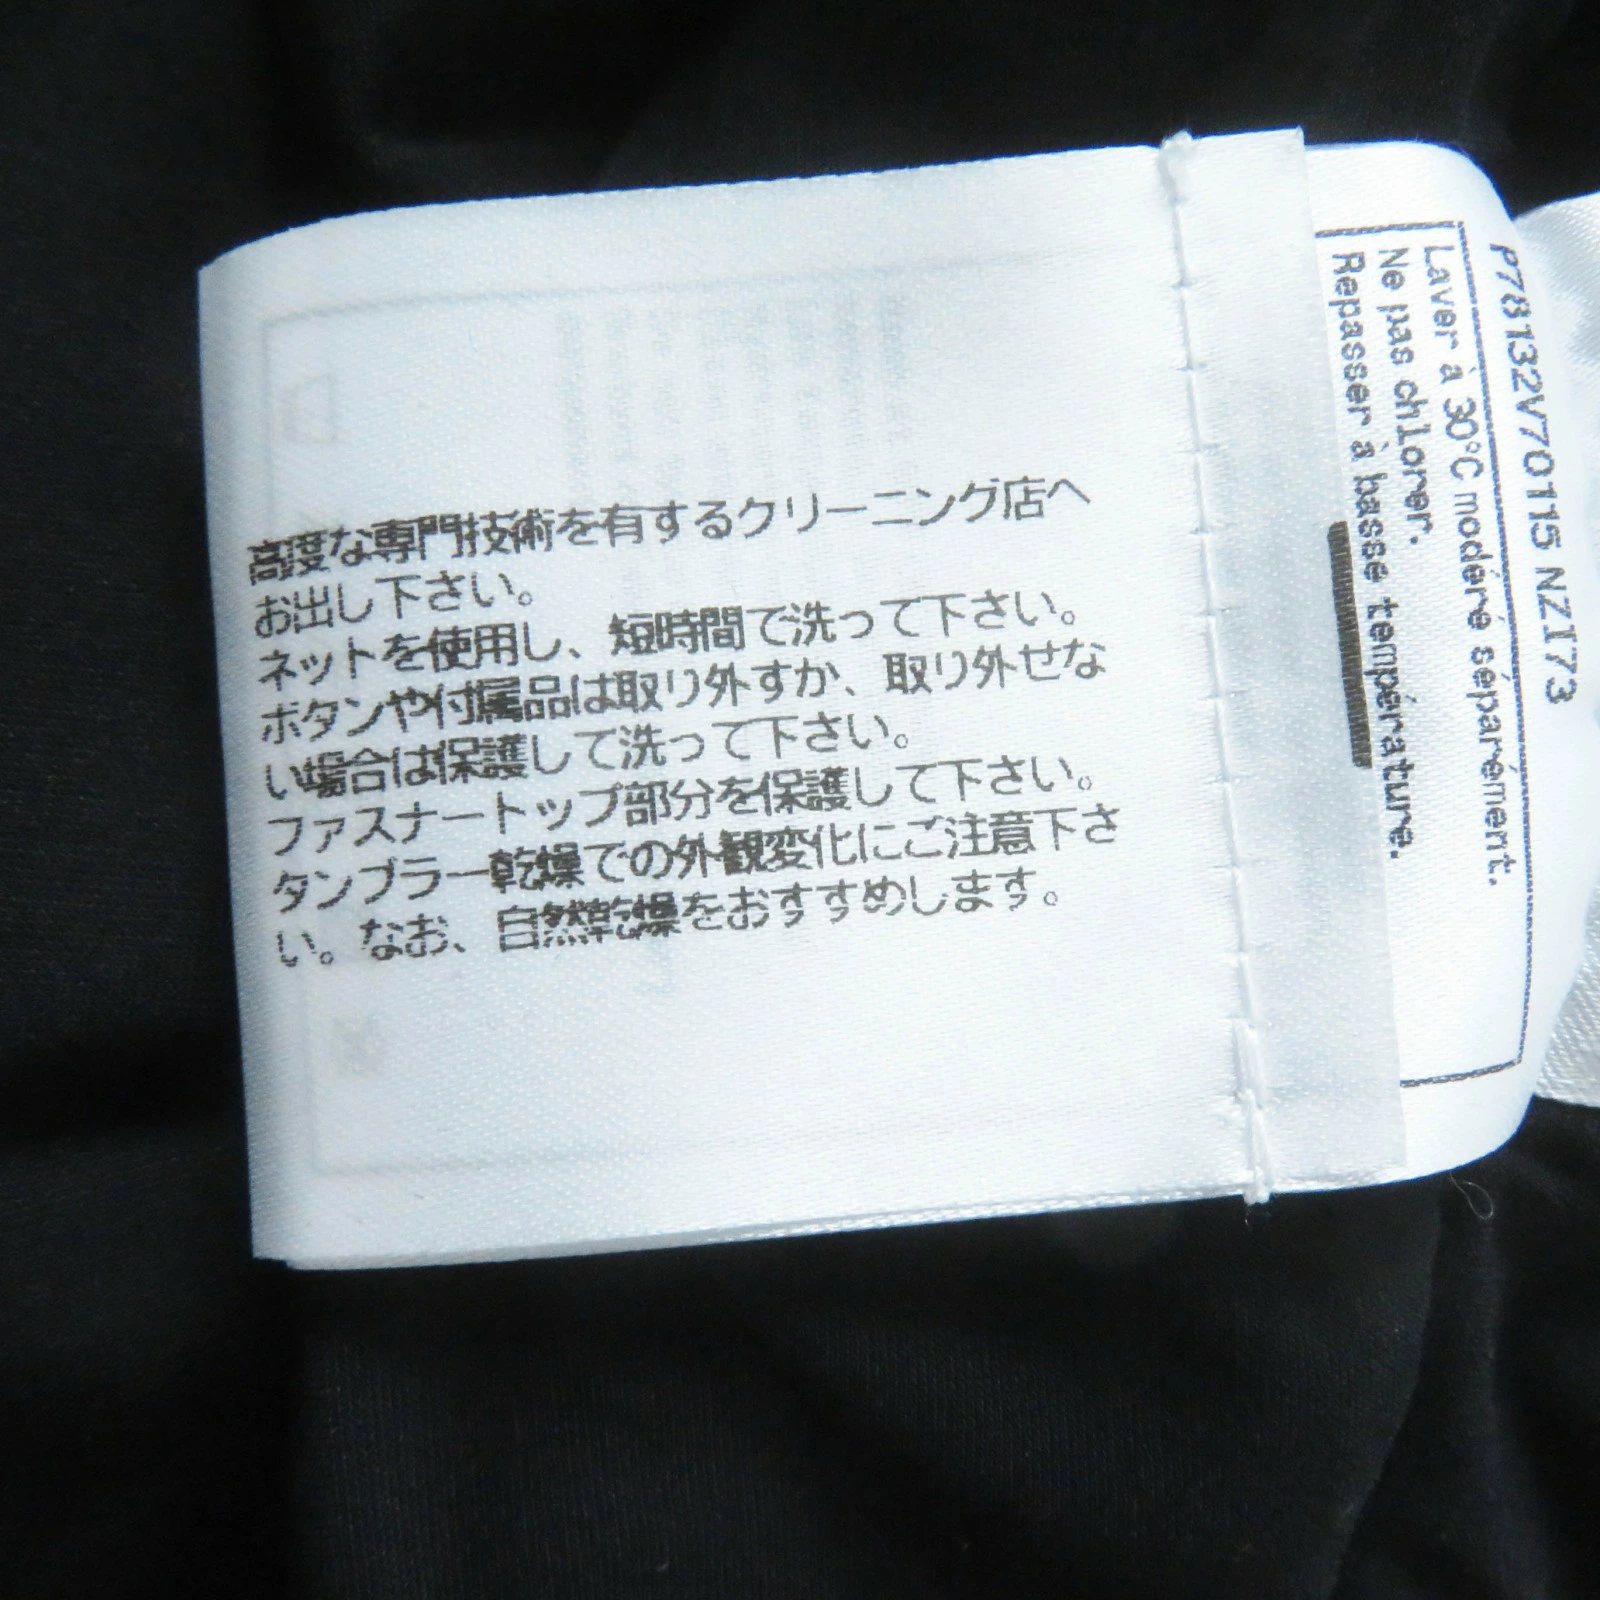 高度な専門技術を有するクリーニング店へ
お出し下さい。
ネットを使用し、短時間で洗って下さい。
ボタンや付属品は取り外すか、取り外せな
い場合は保護して洗って下さい。
ファスナートップ部分を保護して下さい。
タンブラー乾燥での外観変化にご注意下さ
い。なお、自然乾燥をおすすめします。
P78132V70115 NZI73
Laver à 30°C modéré séparément.
Ne pas chlorer.
Repasser à basse température.